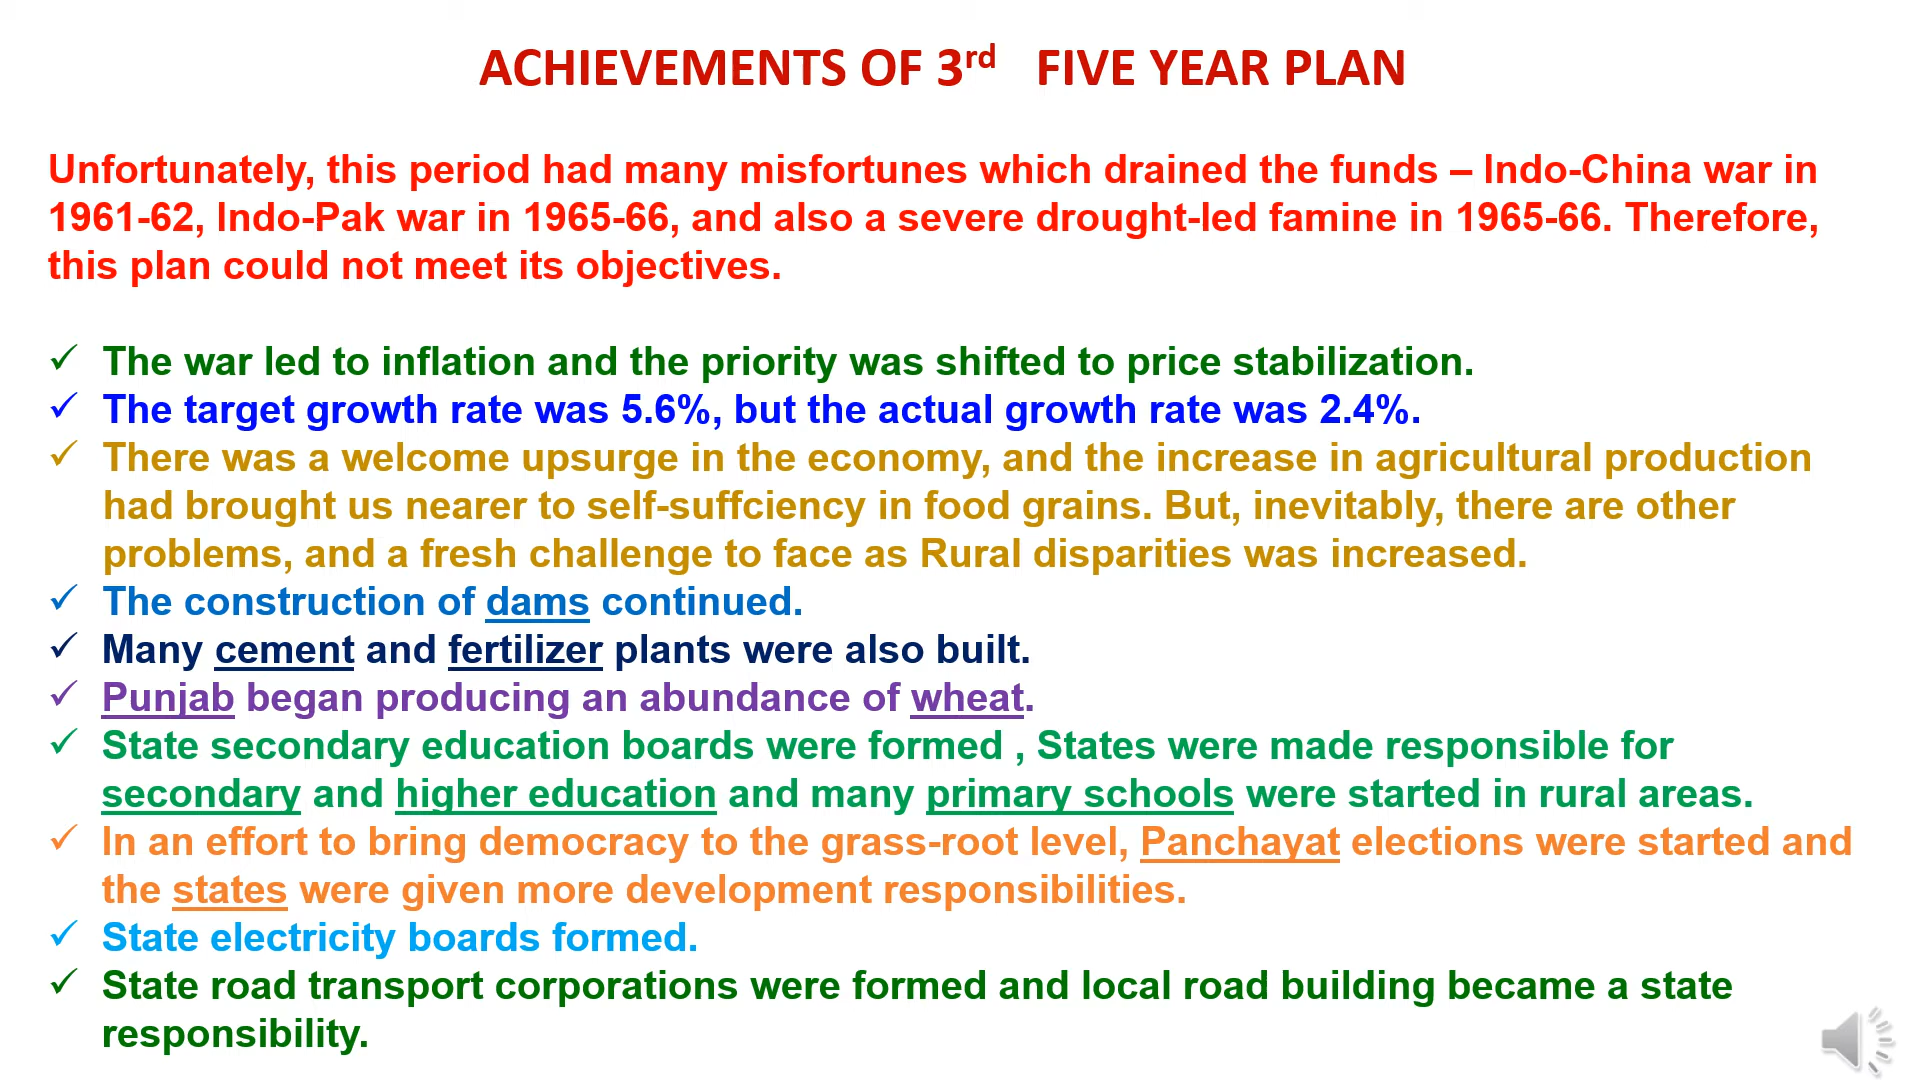 ACHIEVEMENTS OF 3rd FIVE YEAR PLAN
Unfortunately, this period had many misfortunes which drained the funds – Indo-China war in
1961-62, Indo-Pak war in 1965-66, and also a severe drought-led famine in 1965-66. Therefore,
this plan could not meet its objectives.
✓ The war led to inflation and the priority was shifted to price stabilization.
✓ The target growth rate was 5.6%, but the actual growth rate was 2.4%.
✓ There was a welcome upsurge in the economy, and the increase in agricultural production
had brought us nearer to self-suffciency in food grains. But, inevitably, there are other
problems, and a fresh challenge to face as Rural disparities was increased.
✓ The construction of dams continued.
✓ Many cement and fertilizer plants were also built.
✓ Punjab began producing an abundance of wheat.
✓ State secondary education boards were formed , States were made responsible for
secondary and higher education and many primary schools were started in rural areas.
✓ In an effort to bring democracy to the grass-root level, Panchayat elections were started and
the states were given more development responsibilities.
✓ State electricity boards formed.
✓ State road transport corporations were formed and local road building became a state
responsibility.